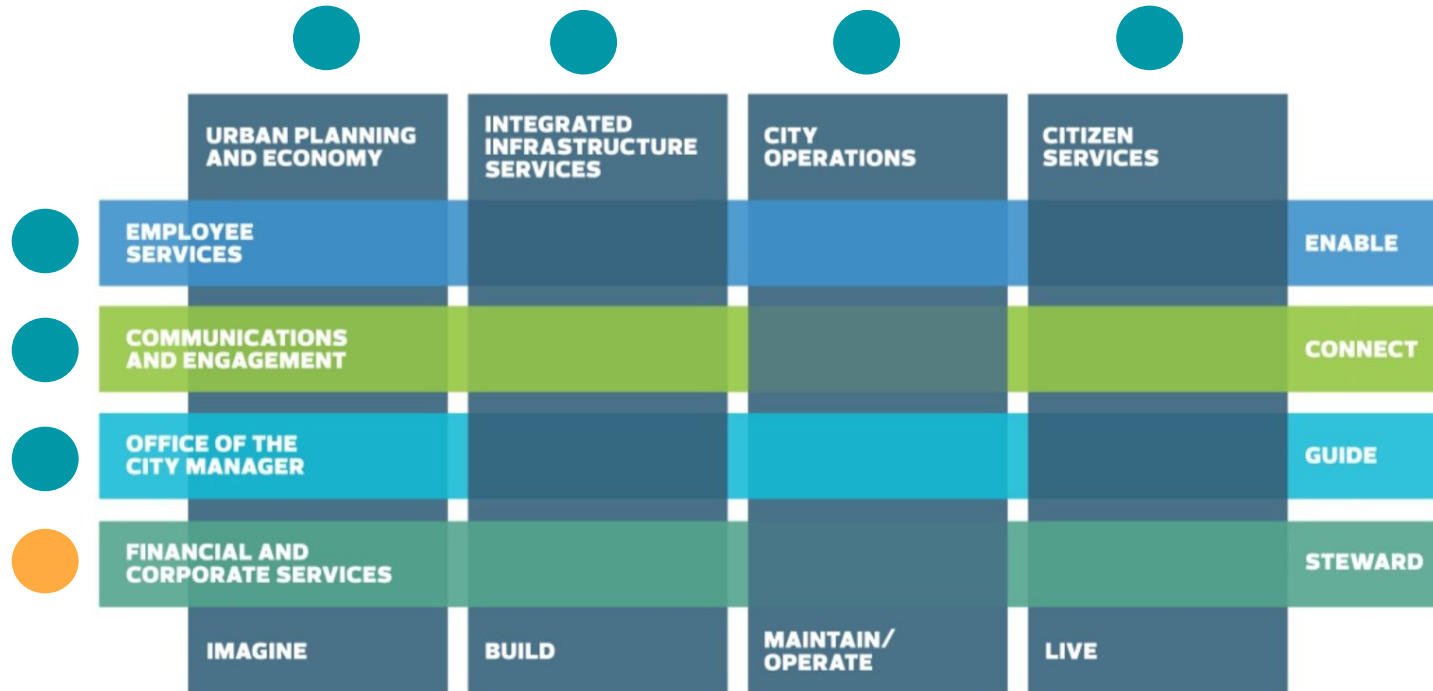 URBAN PLANNING
AND ECONOMY
INTEGRATED
INFRASTRUCTURE
SERVICES
CITY
OPERATIONS
CITIZEN
SERVICES
EMPLOYEE
SERVICES
ENABLE
COMMUNICATIONS
AND ENGAGEMENT
CONNECT
OFFICE OF THE
CITY MANAGER
GUIDE
FINANCIAL AND
CORPORATE SERVICES
STEWARD
IMAGINE
BUILD
MAINTAIN/
OPERATE
LIVE